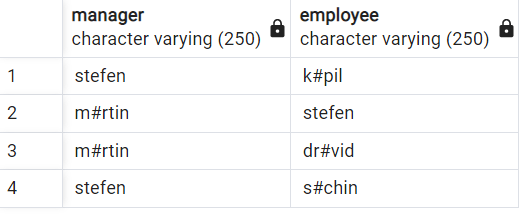 manager employee
character varying (250) character varying (250)
1 stefen k#pil
2 m#rtin stefen
3 m#rtin dr#vid
4 stefen s#chin